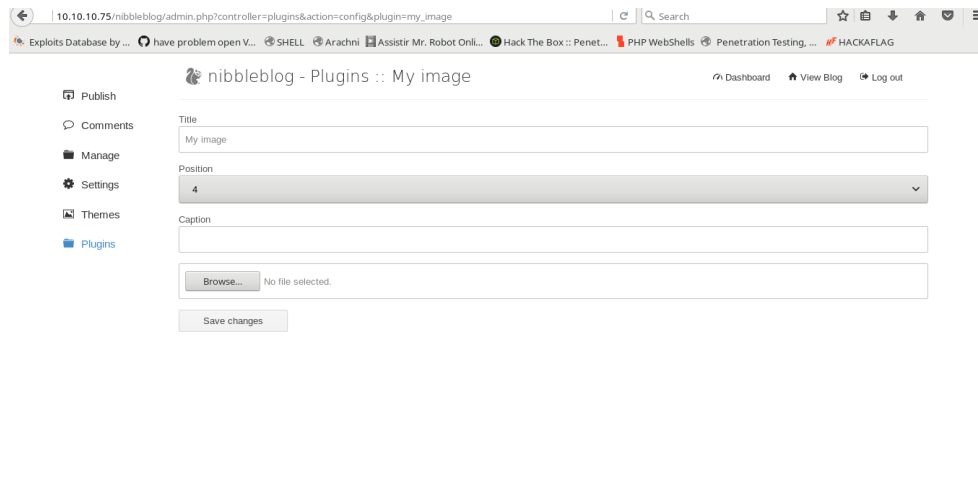 10.10.10.75/nibbleblog/admin.php?controller=plugins&action=config&plugin=my_image
Search
Exploits Database by ... have problem open V... SHELL Arachni Assistir Mr. Robot Onli... Hack The Box :: Penet... PHP WebShells Penetration Testing, ... HACKAFLAG
nibbleblog - Plugins :: My image
Dashboard View Blog Log out
Publish
Comments
Manage
Settings
Themes
Plugins
Title
My image
Position
4
Caption
Browse... No file selected.
Save changes